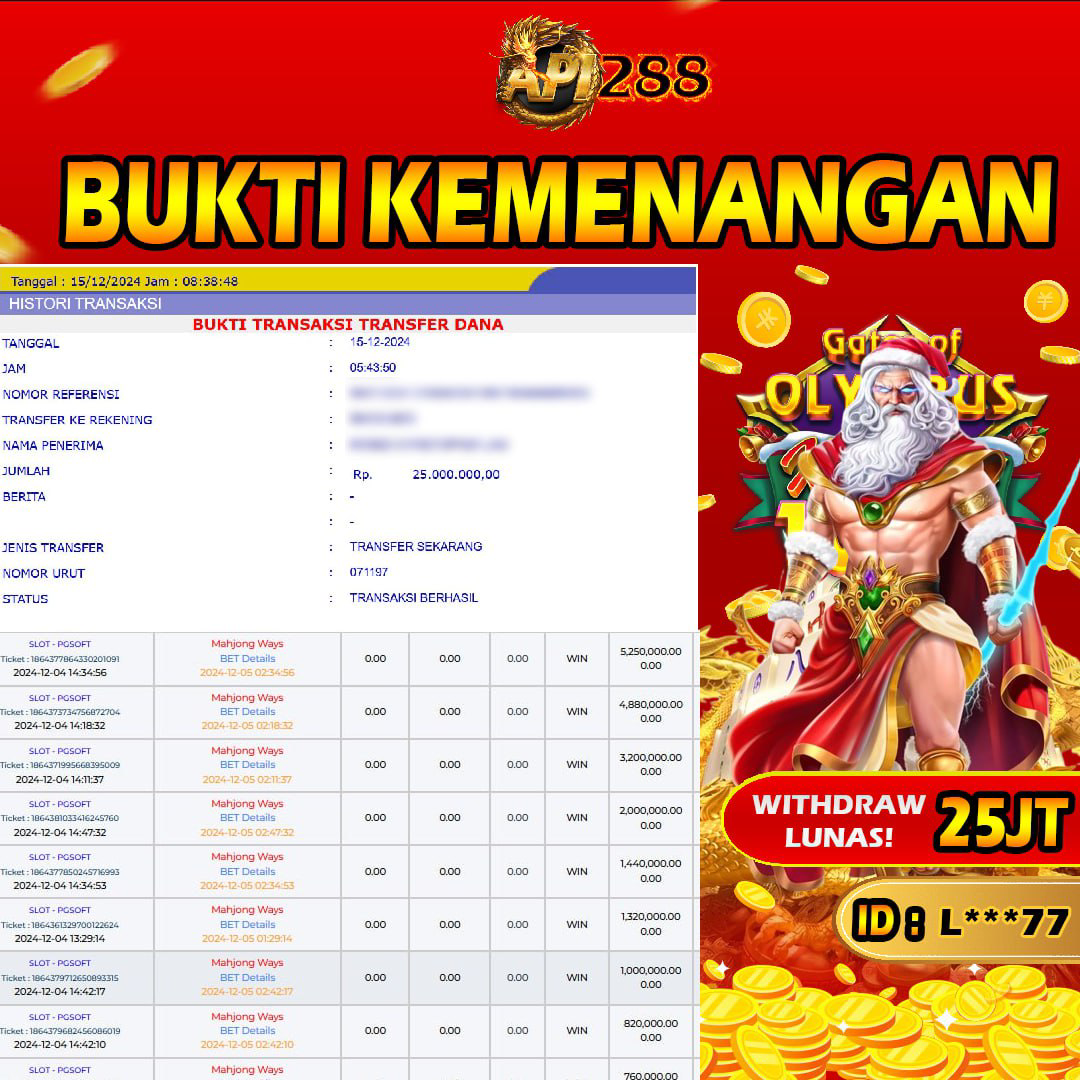 API288
BUKTI KEMENANGAN
Tanggal : 15/12/2024 Jam : 08:38:48
HISTORI TRANSAKSI
BUKTI TRANSAKSI TRANSFER DANA
TANGGAL : 15-12-2024
JAM : 05:43:50
NOMOR REFERENSI :
TRANSFER KE REKENING :
NAMA PENERIMA :
JUMLAH : Rp. 25.000.000,00
BERITA : -
: -
JENIS TRANSFER : TRANSFER SEKARANG
NOMOR URUT : 071197
STATUS : TRANSAKSI BERHASIL
SLOT - PGSOFT Mahjong Ways
Ticket : 1864377864330201091 BET Details 0.00 0.00 0.00 WIN 5,250,000.00
2024-12-04 14:34:56 2024-12-05 02:34:56 0.00
SLOT - PGSOFT Mahjong Ways
Ticket : 1864373734756872704 BET Details 0.00 0.00 0.00 WIN 4,880,000.00
2024-12-04 14:18:32 2024-12-05 02:18:32 0.00
SLOT - PGSOFT Mahjong Ways
Ticket : 1864371995668395009 BET Details 0.00 0.00 0.00 WIN 3,200,000.00
2024-12-04 14:11:37 2024-12-05 02:11:37 0.00
SLOT - PGSOFT Mahjong Ways
Ticket : 1864381033416245760 BET Details 0.00 0.00 0.00 WIN 2,000,000.00
2024-12-04 14:47:32 2024-12-05 02:47:32 0.00
SLOT - PGSOFT Mahjong Ways
Ticket : 1864377850245716993 BET Details 0.00 0.00 0.00 WIN 1,440,000.00
2024-12-04 14:34:53 2024-12-05 02:34:53 0.00
SLOT - PGSOFT Mahjong Ways
Ticket : 1864361329700122624 BET Details 0.00 0.00 0.00 WIN 1,320,000.00
2024-12-04 13:29:14 2024-12-05 01:29:14 0.00
SLOT - PGSOFT Mahjong Ways
Ticket : 1864379712650893315 BET Details 0.00 0.00 0.00 WIN 1,000,000.00
2024-12-04 14:42:17 2024-12-05 02:42:17 0.00
SLOT - PGSOFT Mahjong Ways
Ticket : 1864379682456086019 BET Details 0.00 0.00 0.00 WIN 820,000.00
2024-12-04 14:42:10 2024-12-05 02:42:10 0.00
SLOT - PGSOFT Mahjong Ways 760,000.00
WITHDRAW
LUNAS! 25JT
ID8 L***77